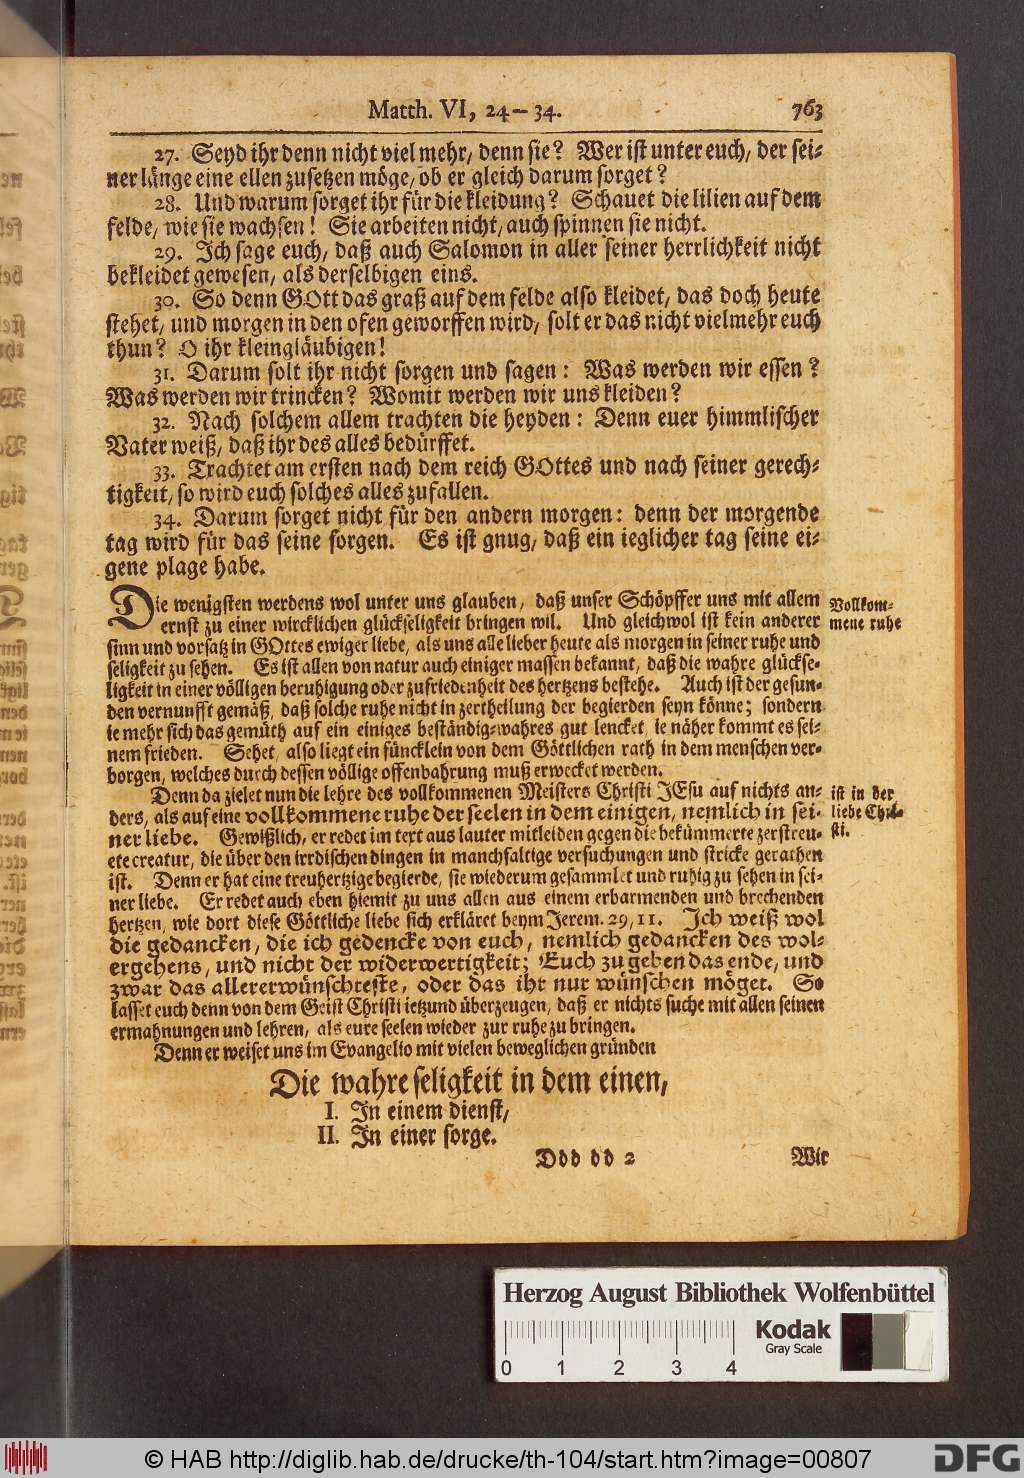 Matth. VI, 24–34. 763
27. Seyd ihr denn nicht viel mehr, denn sie? Wer ist unter euch, der sei-
ner länge eine ellen zusetzen möge, ob er gleich darum sorget?
28. Und warum sorget ihr für die kleidung? Schauet die lilien auf dem
felde, wie sie wachsen! Sie arbeiten nicht, auch spinnen sie nicht.
29. Ich sage euch, daß auch Salomon in aller seiner herrlichkeit nicht
bekleidet gewesen, als derselbigen eins.
30. So denn GOtt das graß auf dem felde also kleidet, das doch heute
stehet, und morgen in den ofen geworffen wird, solt er das nicht vielmehr euch
thun? O ihr kleingläubigen!
31. Darum solt ihr nicht sorgen und sagen: Was werden wir essen?
Was werden wir trincken? Womit werden wir uns kleiden?
32. Nach solchem allem trachten die heyden: Denn euer himmlischer
Vater weiß, daß ihr des alles bedürffet.
33. Trachtet am ersten nach dem reich GOttes und nach seiner gerech-
tigkeit, so wird euch solches alles zufallen.
34. Darum sorget nicht für den andern morgen: denn der morgende
tag wird für das seine sorgen. Es ist gnug, daß ein ieglicher tag seine ei-
gene plage habe.
Die wenigsten werdens wol unter uns glauben, daß unser Schöpffer uns mit allem
ernst zu einer wircklichen glückseligkeit bringen wil. Und gleichwol ist kein anderer
sinn und vorsatz in GOttes ewiger liebe, als uns alle lieber heute als morgen in seiner ruhe und
seligkeit zu sehen. Es ist allen von natur auch einiger massen bekannt, daß die wahre glückse-
ligkeit in einer völligen beruhigung oder zufriedenheit des hertzens bestehe. Auch ist der gesun-
den vernunfft gemäß, daß solche ruhe nicht in zertheilung der begierden seyn könne; sondern
ie mehr sich das gemüth auf ein einiges beständig-wahres gut lencket, ie näher kommt es sei-
nem frieden. Sehet, also liegt ein füncklein von dem Göttlichen rath in dem menschen ver-
borgen, welches durch dessen völlige offenbahrung muß erwecket werden.
Vollkom-
mene ruhe
Denn da zielet nun die lehre des vollkommenen Meisters Christi JEsu auf nichts an-
ders, als auf eine vollkommene ruhe der seelen in dem einigen, nemlich in sei-
ner liebe. Gewißlich, er redet im text aus lauter mitleiden gegen die bekümmerte zerstreu-
ete creatur, die über den irrdischen dingen in manchfaltige versuchungen und stricke gerathen
ist. Denn er hat eine treuhertzige begierde, sie wiederum gesammlet und ruhig zu sehen in sei-
ner liebe. Er redet auch eben hiemit zu uns allen aus einem erbarmenden und brechenden
hertzen, wie dort diese Göttliche liebe sich erkläret beym Jerem. 29, 11. Ich weiß wol
die gedancken, die ich gedencke von euch, nemlich gedancken des wol-
ergehens, und nicht der widerwertigkeit; Euch zu geben das ende, und
zwar das allererwünschteste, oder das ihr nur wünschen möget. So
lasset euch denn von dem Geist Christi ietzund überzeugen, daß er nichts suche mit allen seinen
ermahnungen und lehren, als eure seelen wieder zur ruhe zu bringen.
ist in der
liebe Chri-
sti.
Denn er weiset uns im Evangelio mit vielen beweglichen gründen
Die wahre seligkeit in dem einen,
I. In einem dienst,
II. In einer sorge.
Ddd dd 2 Wir
Herzog August Bibliothek Wolfenbüttel
Kodak
Gray Scale
0 1 2 3 4
© HAB http://diglib.hab.de/drucke/th-104/start.htm?image=00807
DFG